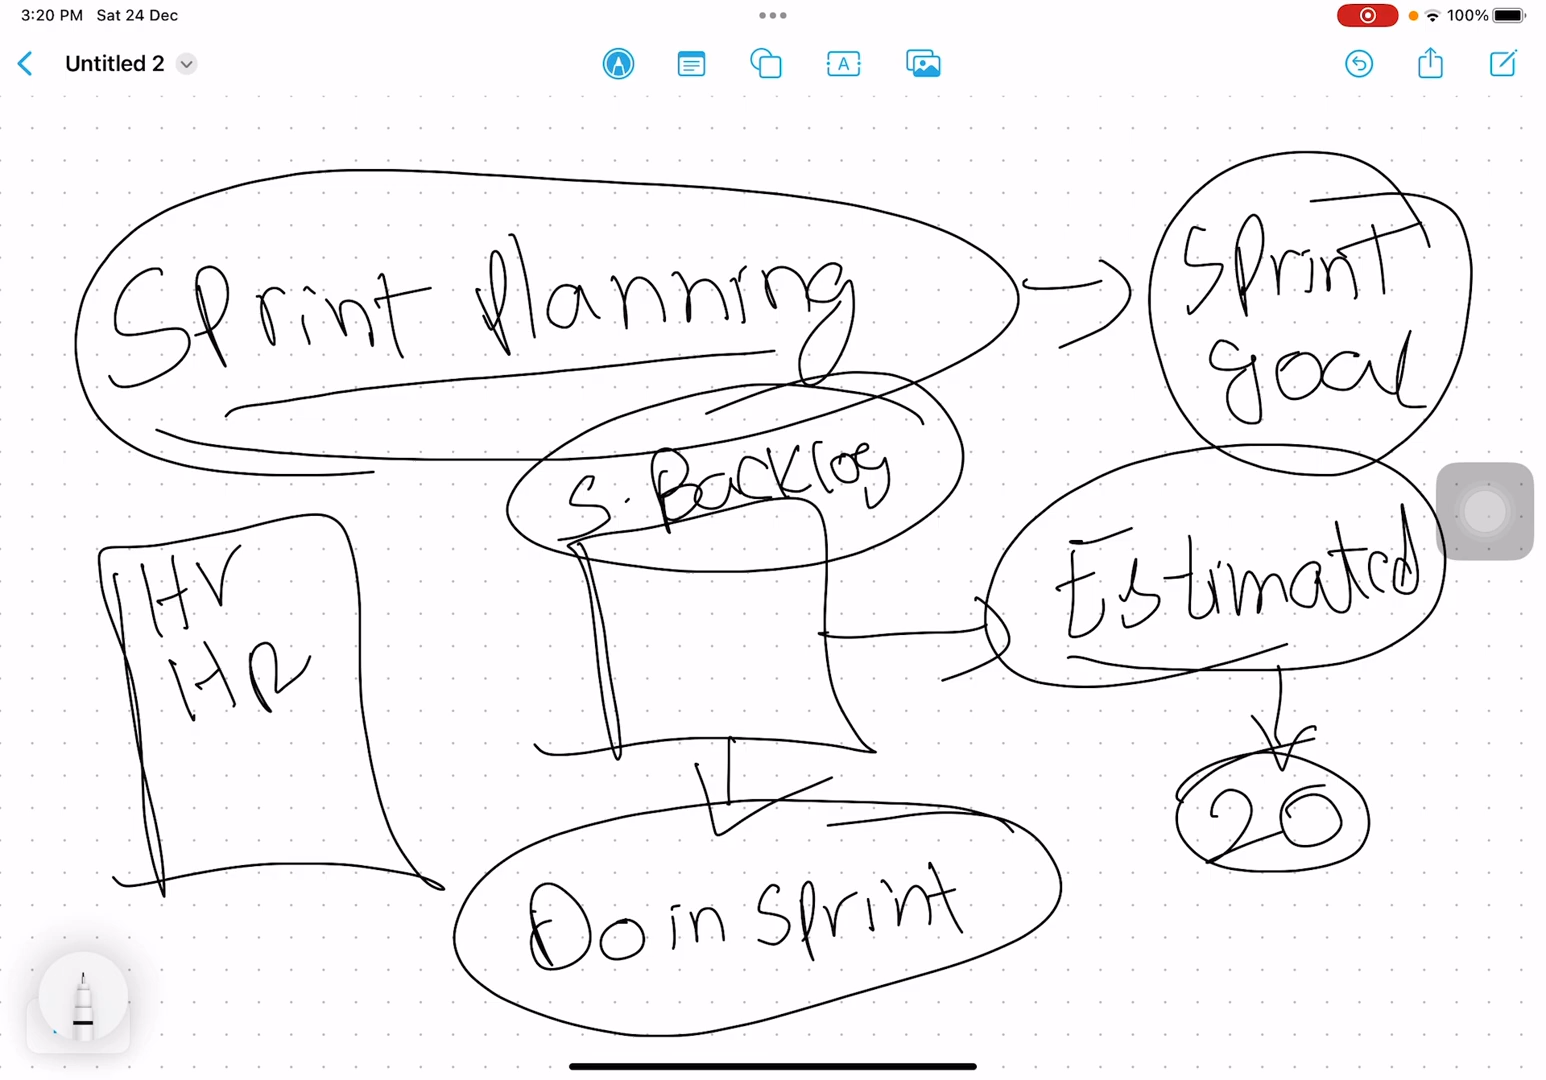 3:20 PM Sat 24 Dec
100%
Untitled 2
A
Sprint Planning
Sprint
goal
S. Backlog
HV
HR
Estimated
20
Do in Sprint